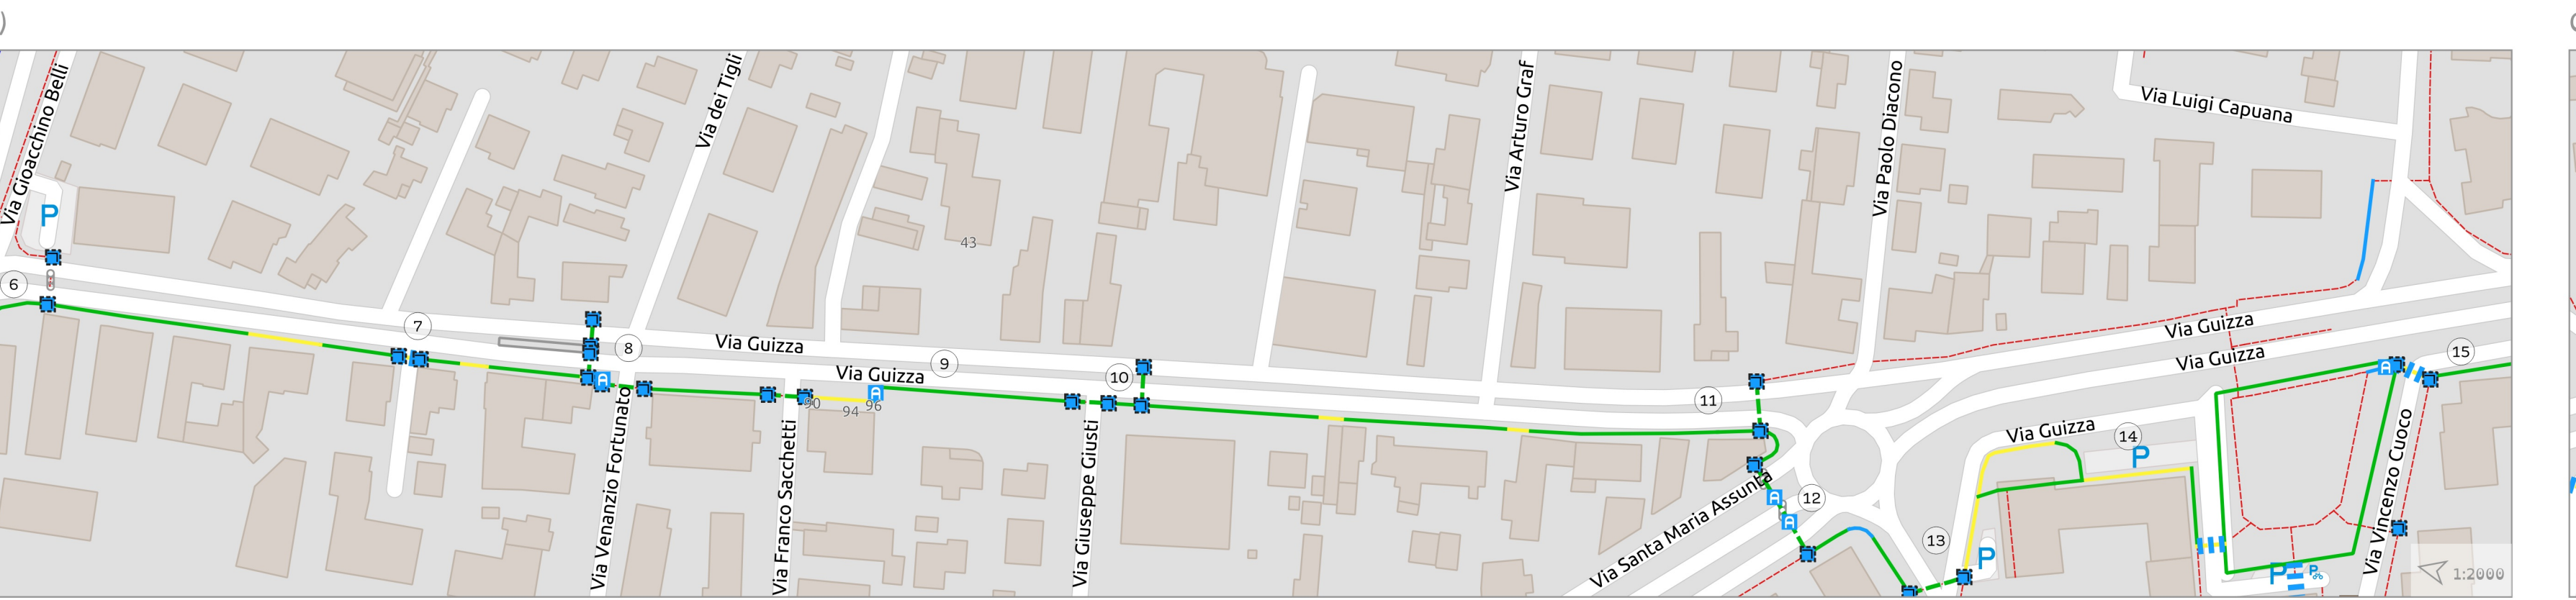 )
Via Gioacchino Belli
P
6
7
Via dei Tigli
8
Via Guizza
Via Guizza
9
43
90
94
96
10
Via Venanzio Fortunato
Via Franco Sacchetti
Via Giuseppe Giusti
Via Arturo Graf
Via Paolo Diacono
Via Luigi Capuana
11
Via Guizza
Via Guizza
15
A
A
A
A
A
12
Via Santa Maria Assunta
13
P
Via Guizza
14
P
P
P
Via Vincenzo Cuoco
1:2000